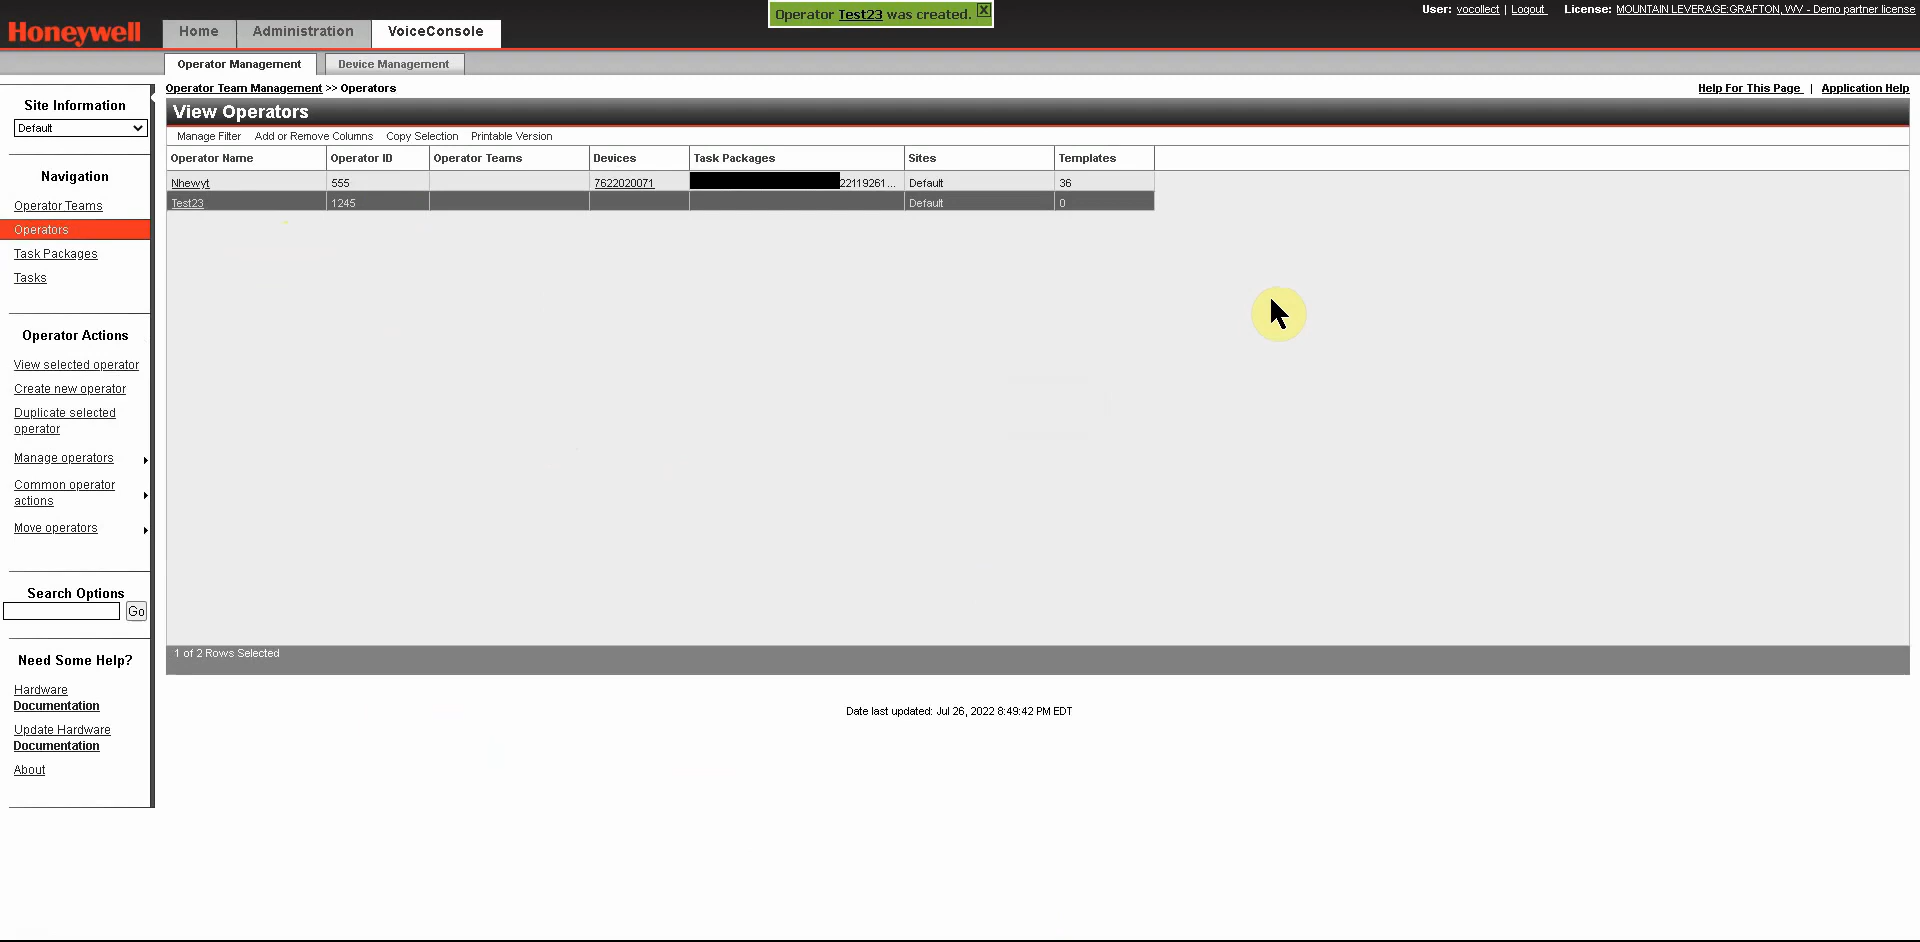 Operator Test23 was created. X
User: vocollect | Logout License: MOUNTAIN LEVERAGE:GRAFTON, WV - Demo partner license
Honeywell
Home Administration VoiceConsole
Operator Management Device Management
Operator Team Management >> Operators
Help For This Page | Application Help
Site Information
Default
Navigation
Operator Teams
Operators
Task Packages
Tasks
Operator Actions
View selected operator
Create new operator
Duplicate selected
operator
Manage operators
Common operator
actions
Move operators
Search Options
Go
Need Some Help?
Hardware
Documentation
Update Hardware
Documentation
About
View Operators
Manage Filter Add or Remove Columns Copy Selection Printable Version
Operator Name Operator ID Operator Teams Devices Task Packages Sites Templates
Nhewyt 555 7622020071 22119261... Default 36
Test23 1245 Default 0
1 of 2 Rows Selected
Date last updated: Jul 26, 2022 8:49:42 PM EDT